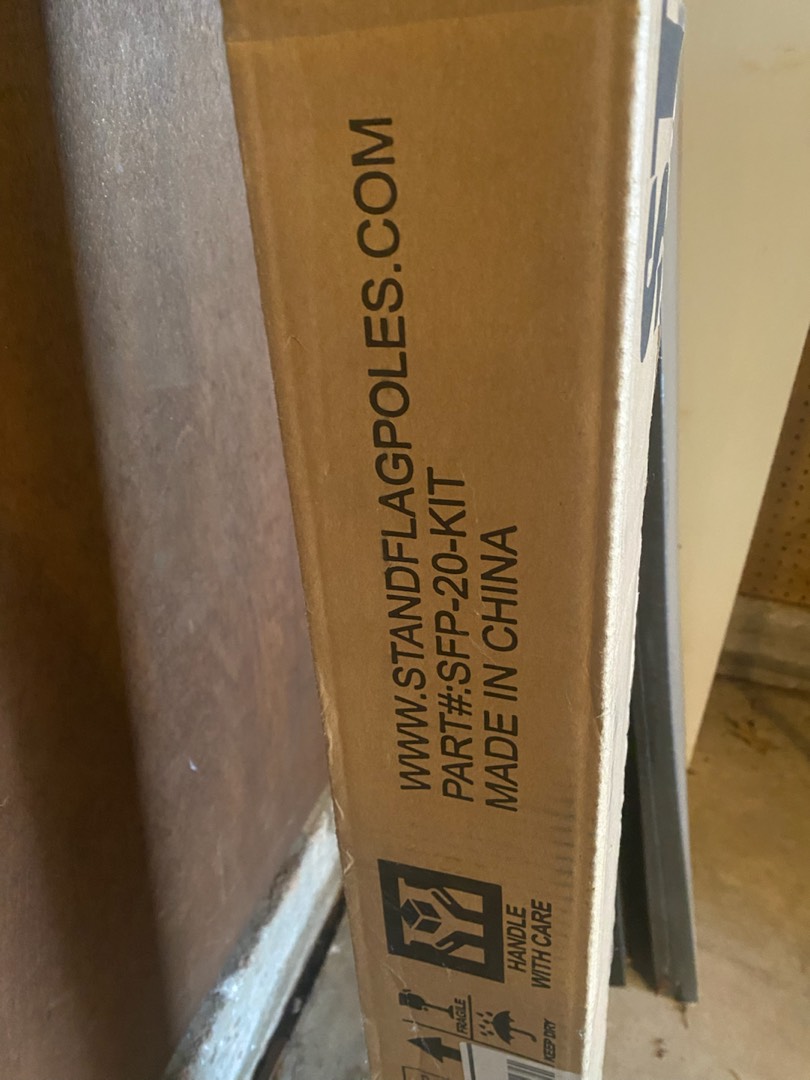 WWW.STANDFLAGPOLES.COM
PART#:SFP-20-KIT
MADE IN CHINA
HANDLE
WITH CARE
FRAGILE
KEEP DRY